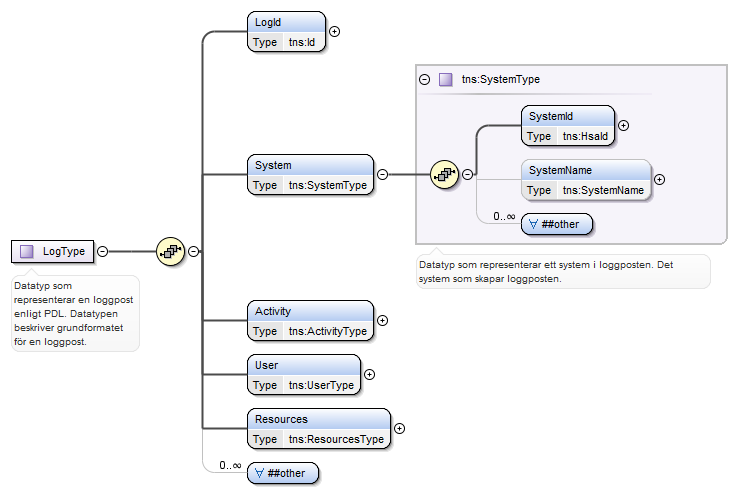 LogId
Type tns:Id
tns:SystemType
SystemId
Type tns:HsaId
System
Type tns:SystemType
SystemName
Type tns:SystemName
0..∞
##other
LogType
Datatyp som
representerar en loggpost
enligt PDL. Datatypen
beskriver grundformatet
för en loggpost.
Datatyp som representerar ett system i loggposten. Det
system som skapar loggposten.
Activity
Type tns:ActivityType
User
Type tns:UserType
Resources
Type tns:ResourcesType
0..∞
##other